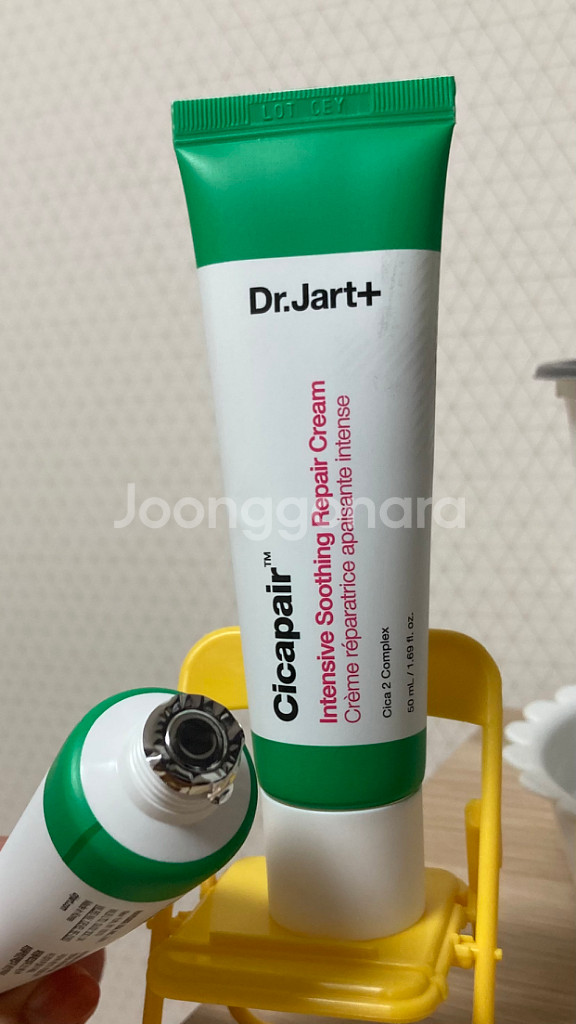 LOT CEY
Dr.Jart+
Cicapair™
Intensive Soothing Repair Cream
Crème réparatrice apaisante intense
Cica 2 Complex
50 mL / 1.69 fl. oz.
Joonggonara